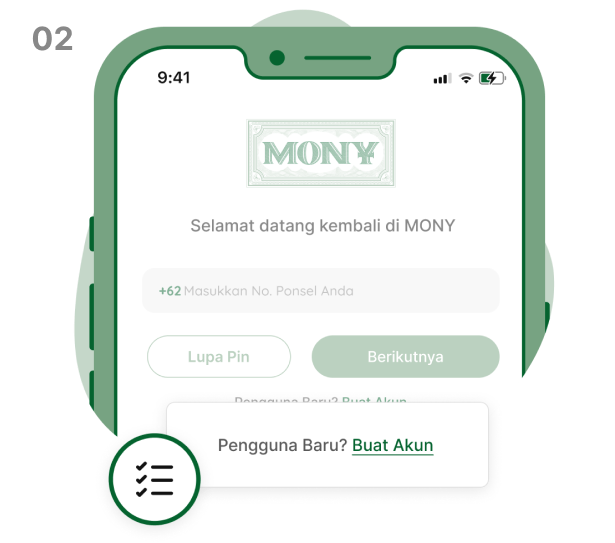 02
9:41
MONY
Selamat datang kembali di MONY
+62 Masukkan No. Ponsel Anda
Lupa Pin
Berikutnya
Pengguna Baru? Buat Akun
Pengguna Baru? Buat Akun